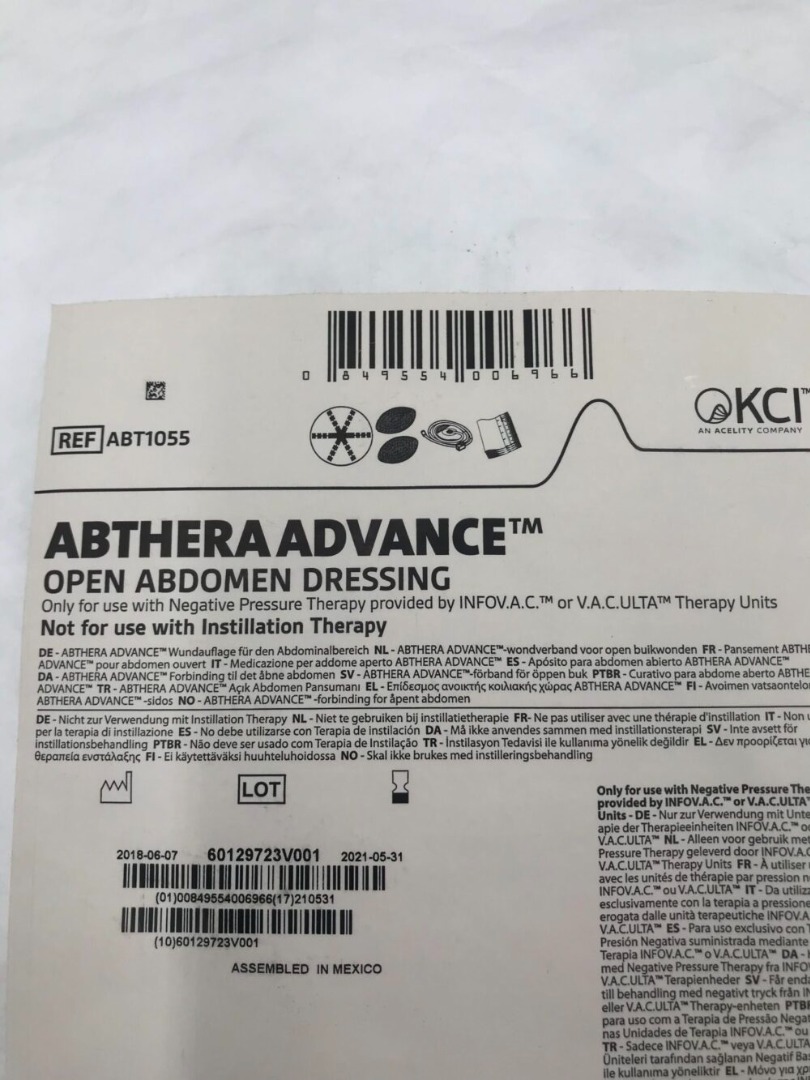 0 849554 006966
REF ABT1055
KCI™
AN ACELITY COMPANY
ABTHERA ADVANCE™
OPEN ABDOMEN DRESSING
Only for use with Negative Pressure Therapy provided by INFOV.A.C.™ or V.A.C.ULTA™ Therapy Units
Not for use with Instillation Therapy
DE - ABTHERA ADVANCE™ Wundauflage für den Abdominalbereich NL - ABTHERA ADVANCE™-wondverband voor open buikwonden FR - Pansement ABTHE
ADVANCE™ pour abdomen ouvert IT - Medicazione per addome aperto ABTHERA ADVANCE™ ES - Apósito para abdomen abierto ABTHERA ADVANCE™
DA - ABTHERA ADVANCE™ Forbinding til det åbne abdomen SV - ABTHERA ADVANCE™-förband för öppen buk PTBR - Curativo para abdome aberto ABTHE
ADVANCE™ TR - ABTHERA ADVANCE™ Açık Abdomen Pansumanı EL - Επίδεσμος ανοικτής κοιλιακής χώρας ABTHERA ADVANCE™ FI - Avoimen vatsaontelo
ABTHERA ADVANCE™ -sidos NO - ABTHERA ADVANCE™ -forbinding for åpent abdomen
DE - Nicht zur Verwendung mit Instillation Therapy NL - Niet te gebruiken bij instillatietherapie FR- Ne pas utiliser avec une thérapie d'instillation IT - Non
per la terapia di instillazione ES - No debe utilizarse con Terapia de instilación DA - Må ikke anvendes sammen med instillationsterapi SV - Inte avsett för
instillationsbehandling PTBR - Não deve ser usado com Terapia de Instilação TR - İnstilasyon Tedavisi ile kullanıma yönelik değildir EL - Δεν προορίζεται για
θεραπεία ενστάλαξης FI - Ei käytettäväksi huuhteluhoidossa NO - Skal ikke brukes med instilleringsbehandling
LOT
2018-06-07 60129723V001 2021-05-31
(01)00849554006966(17)210531
(10)60129723V001
ASSEMBLED IN MEXICO
Only for use with Negative Pressure The
provided by INFOV.A.C.™ or V.A.C.ULTA™
Units - DE - Nur zur Verwendung mit Unte
apie der Therapieeinheiten INFOV.A.C.™ o
V.A.C.ULTA™ NL - Alleen voor gebruik met
Pressure Therapy geleverd door INFOV.A.C
V.A.C.ULTA™ Therapy Units FR - À utiliser
avec les unités de thérapie par pression n
INFOV.A.C.™ ou V.A.C.ULTA™ IT - Da utiliz
esclusivamente con la terapia a pressione
erogata dalle unità terapeutiche INFOV.A
V.A.C.ULTA™ ES - Para uso exclusivo con
Presión Negativa suministrada mediante
Terapia INFOV.A.C.™ o V.A.C.ULTA™ DA -
med Negative Pressure Therapy fra INFO
V.A.C.ULTA™ Terapienheder SV - Får enda
till behandling med negativt tryck från IN
eller V.A.C.ULTA™ Therapy-enheten PTB
para uso com a Terapia de Pressão Negat
nas Unidades de Terapia INFOV.A.C.™ ou
TR - Sadece INFOV.A.C.™ veya V.A.C.ULTA
Üniteleri tarafından sağlanan Negatif Bas
ile kullanıma yöneliktir EL - Μόνο για χρ